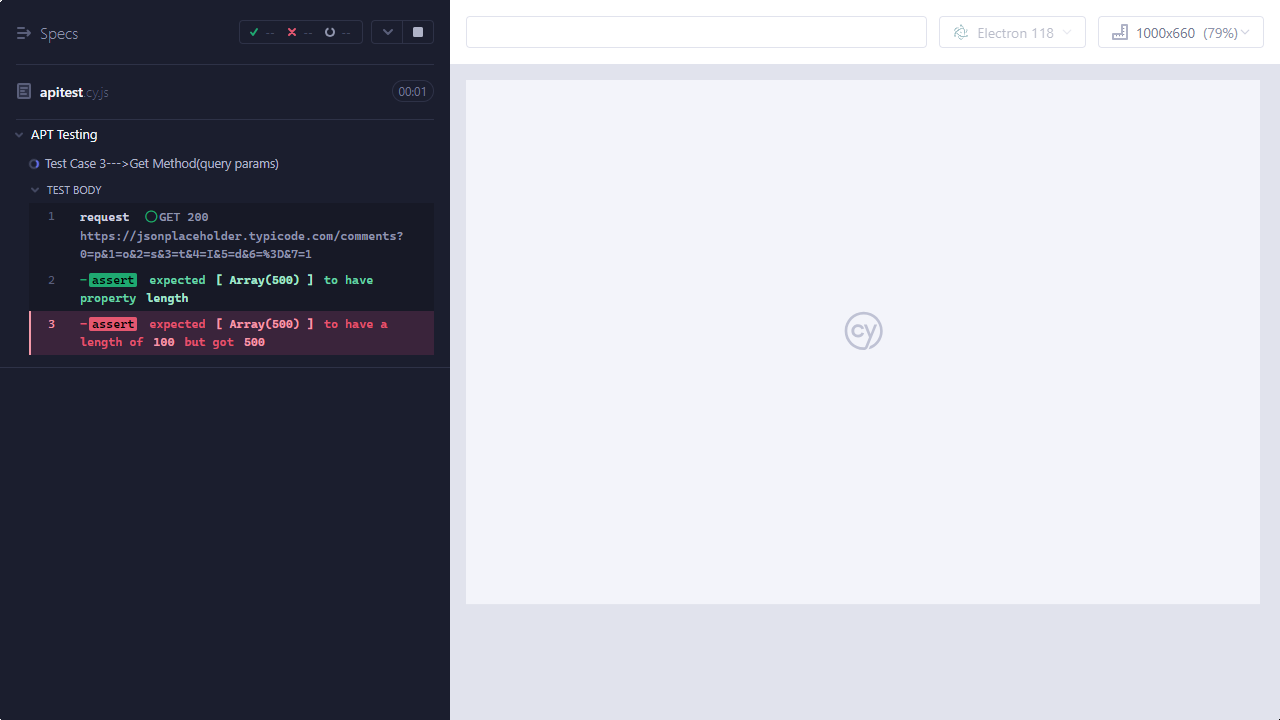 Specs
-- -- --
Electron 118
1000x660 (79%)
apitest.cy.js
00:01
APT Testing
Test Case 3--->Get Method(query params)
TEST BODY
1 request GET 200
https://jsonplaceholder.typicode.com/comments?
0=p&1=o&2=s&3=t&4=I&5=d&6=%3D&7=1
2 -assert expected [ Array(500) ] to have
property length
3 -assert expected [ Array(500) ] to have a
length of 100 but got 500
cy